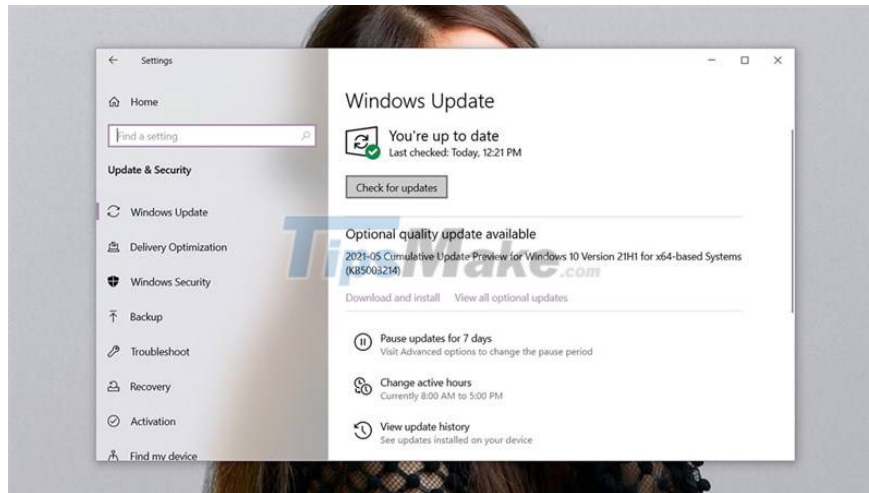 Settings
Home
Find a setting
Update & Security
Windows Update
Delivery Optimization
Windows Security
Backup
Troubleshoot
Recovery
Activation
Find my device
Windows Update
You're up to date
Last checked: Today, 12:21 PM
Check for updates
Optional quality update available
2021-05 Cumulative Update Preview for Windows 10 Version 21H1 for x64-based Systems
(KB5003214)
Download and install View all optional updates
Pause updates for 7 days
Visit Advanced options to change the pause period
Change active hours
Currently 8:00 AM to 5:00 PM
View update history
See updates installed on your device
TipsMake.com